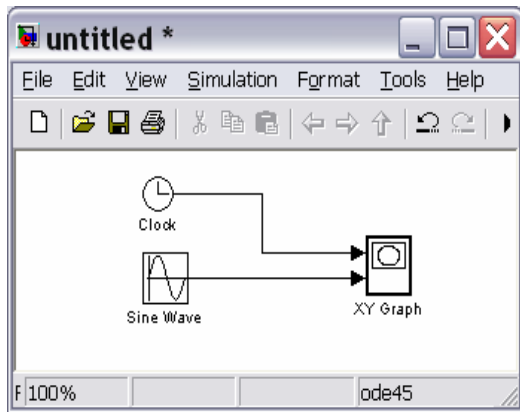 untitled *
File Edit View Simulation Format Tools Help
Clock
Sine Wave
XY Graph
F 100% ode45